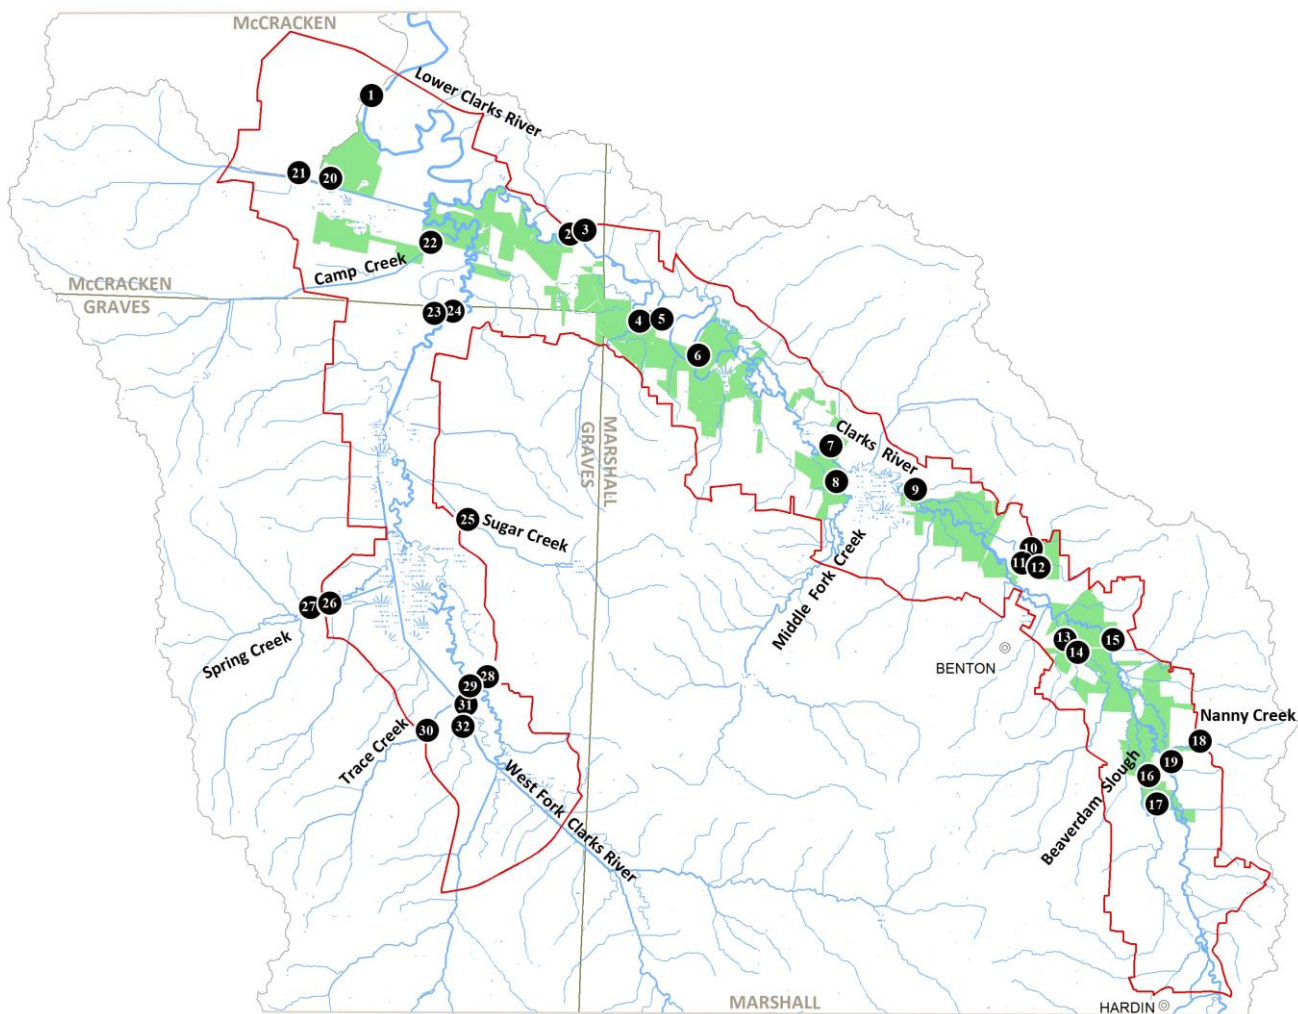 McCRACKEN
Lower Clarks River
1
21
20
2
3
22
Camp Creek
McCRACKEN
GRAVES
23
24
4
5
6
MARSHALL
GRAVES
7
Clarks River
8
9
25
Sugar Creek
10
11
12
Middle Fork Creek
27
26
Spring Creek
13
14
15
BENTON
28
29
31
30
32
Trace Creek
Nanny Creek
18
19
16
17
Beaverdam Slough
West Fork Clarks River
MARSHALL
HARDIN